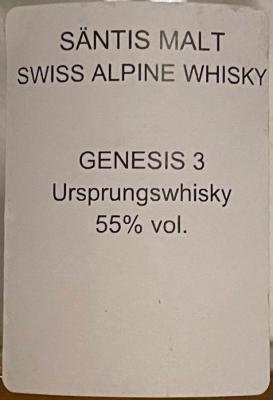 SÄNTIS MALT
SWISS ALPINE WHISKY
GENESIS 3
Ursprungswhisky
55% vol.